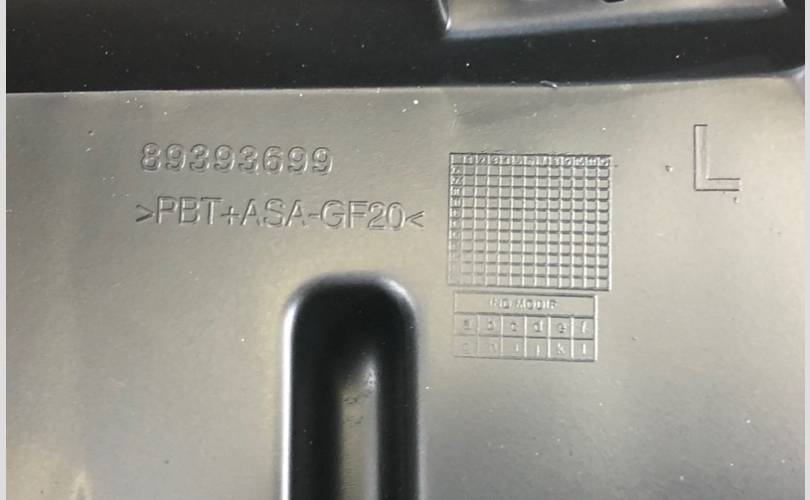 89393699
L
>PBT+ASA-GF20<
IND MODIF
a b c d e f
g h i j k l